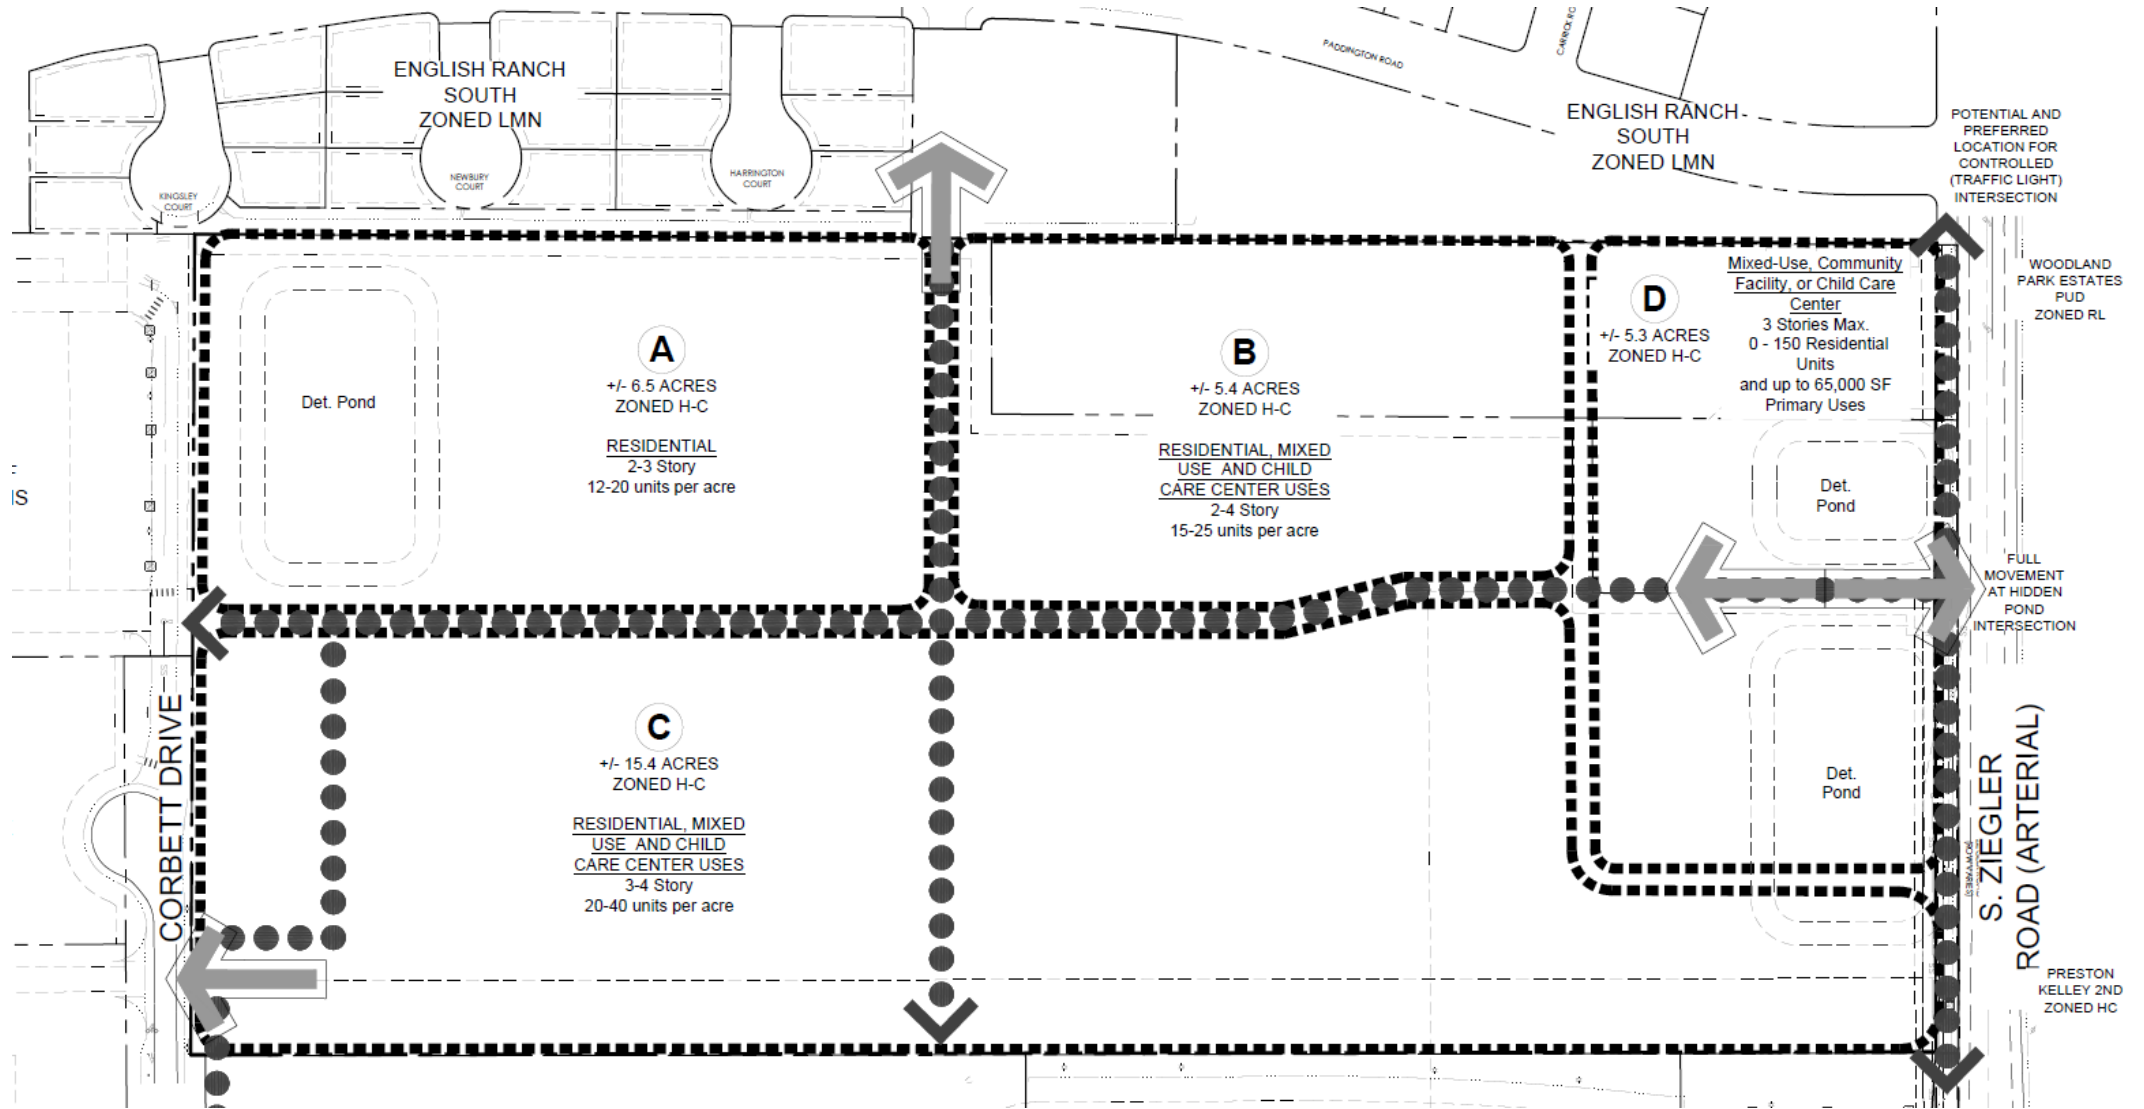 PADDINGTON ROAD
ENGLISH RANCH
SOUTH
ZONED LMN
ENGLISH RANCH
SOUTH
ZONED LMN
POTENTIAL AND
PREFERRED
LOCATION FOR
CONTROLLED
(TRAFFIC LIGHT)
INTERSECTION
KINGSLEY
COURT
NEWBURY
COURT
HARRINGTON
COURT
WOODLAND
PARK ESTATES
PUD
ZONED RL
A
+/- 6.5 ACRES
ZONED H-C
RESIDENTIAL
2-3 Story
12-20 units per acre
Det. Pond
B
+/- 5.4 ACRES
ZONED H-C
RESIDENTIAL, MIXED
USE AND CHILD
CARE CENTER USES
2-4 Story
15-25 units per acre
D
+/- 5.3 ACRES
ZONED H-C
Mixed-Use, Community
Facility, or Child Care
Center
3 Stories Max.
0 - 150 Residential
Units
and up to 65,000 SF
Primary Uses
Det.
Pond
IS
FULL
MOVEMENT
AT HIDDEN
POND
INTERSECTION
CORBETT DRIVE
C
+/- 15.4 ACRES
ZONED H-C
RESIDENTIAL, MIXED
USE AND CHILD
CARE CENTER USES
3-4 Story
20-40 units per acre
Det.
Pond
S. ZIEGLER
ROAD (ARTERIAL)
PRESTON
KELLEY 2ND
ZONED HC